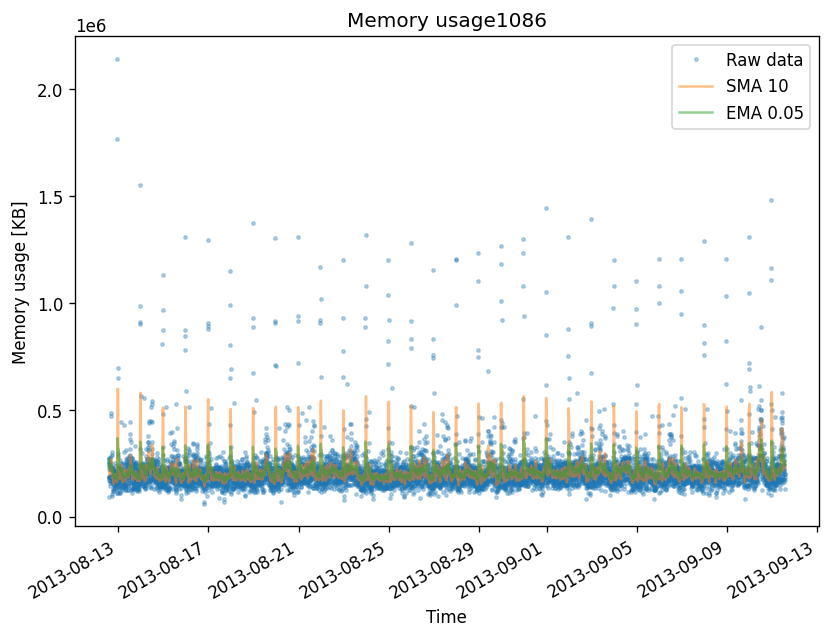 Memory usage1086
1e6
Raw data
SMA 10
EMA 0.05
2.0
1.5
1.0
0.5
0.0
Memory usage [KB]
2013-08-13
2013-08-17
2013-08-21
2013-08-25
2013-08-29
2013-09-01
2013-09-05
2013-09-09
2013-09-13
Time